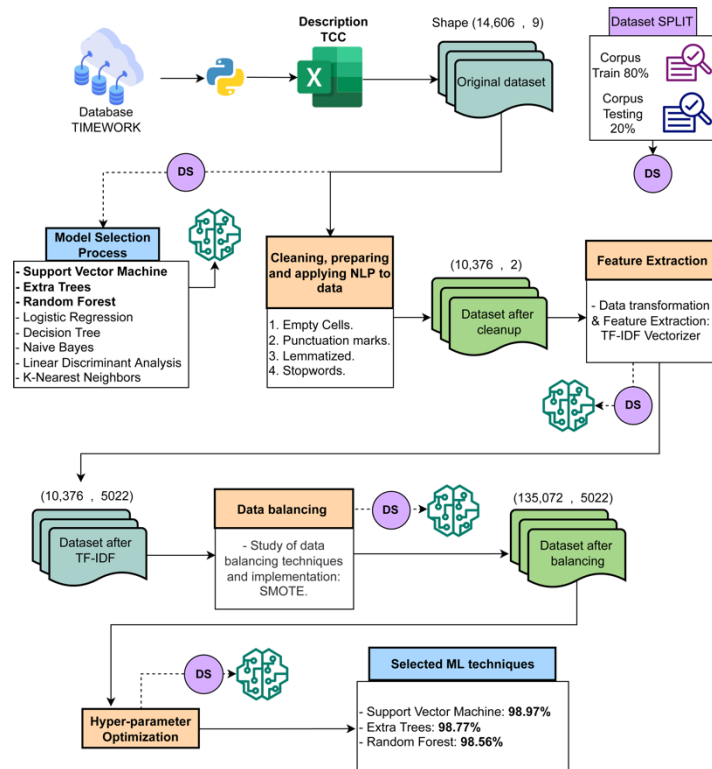 Description
TCC
Shape (14,606 , 9)
Dataset SPLIT
Corpus
Train 80%
Corpus
Testing
20%
X
Original dataset
Database
TIMEWORK
DS
DS
Model Selection
Process
- Support Vector Machine
- Extra Trees
- Random Forest
- Logistic Regression
- Decision Tree
- Naive Bayes
- Linear Discriminant Analysis
- K-Nearest Neighbors
Cleaning, preparing
and applying NLP to
data
1. Empty Cells.
2. Punctuation marks.
3. Lemmatized.
4. Stopwords.
(10,376 , 2)
Dataset after
cleanup
Feature Extraction
- Data transformation
& Feature Extraction:
TF-IDF Vectorizer
DS
(10,376 , 5022)
Dataset after
TF-IDF
Data balancing
- Study of data
balancing techniques
and implementation:
SMOTE.
DS
(135,072 , 5022)
Dataset after
balancing
DS
Hyper-parameter
Optimization
Selected ML techniques
- Support Vector Machine: 98.97%
- Extra Trees: 98.77%
- Random Forest: 98.56%